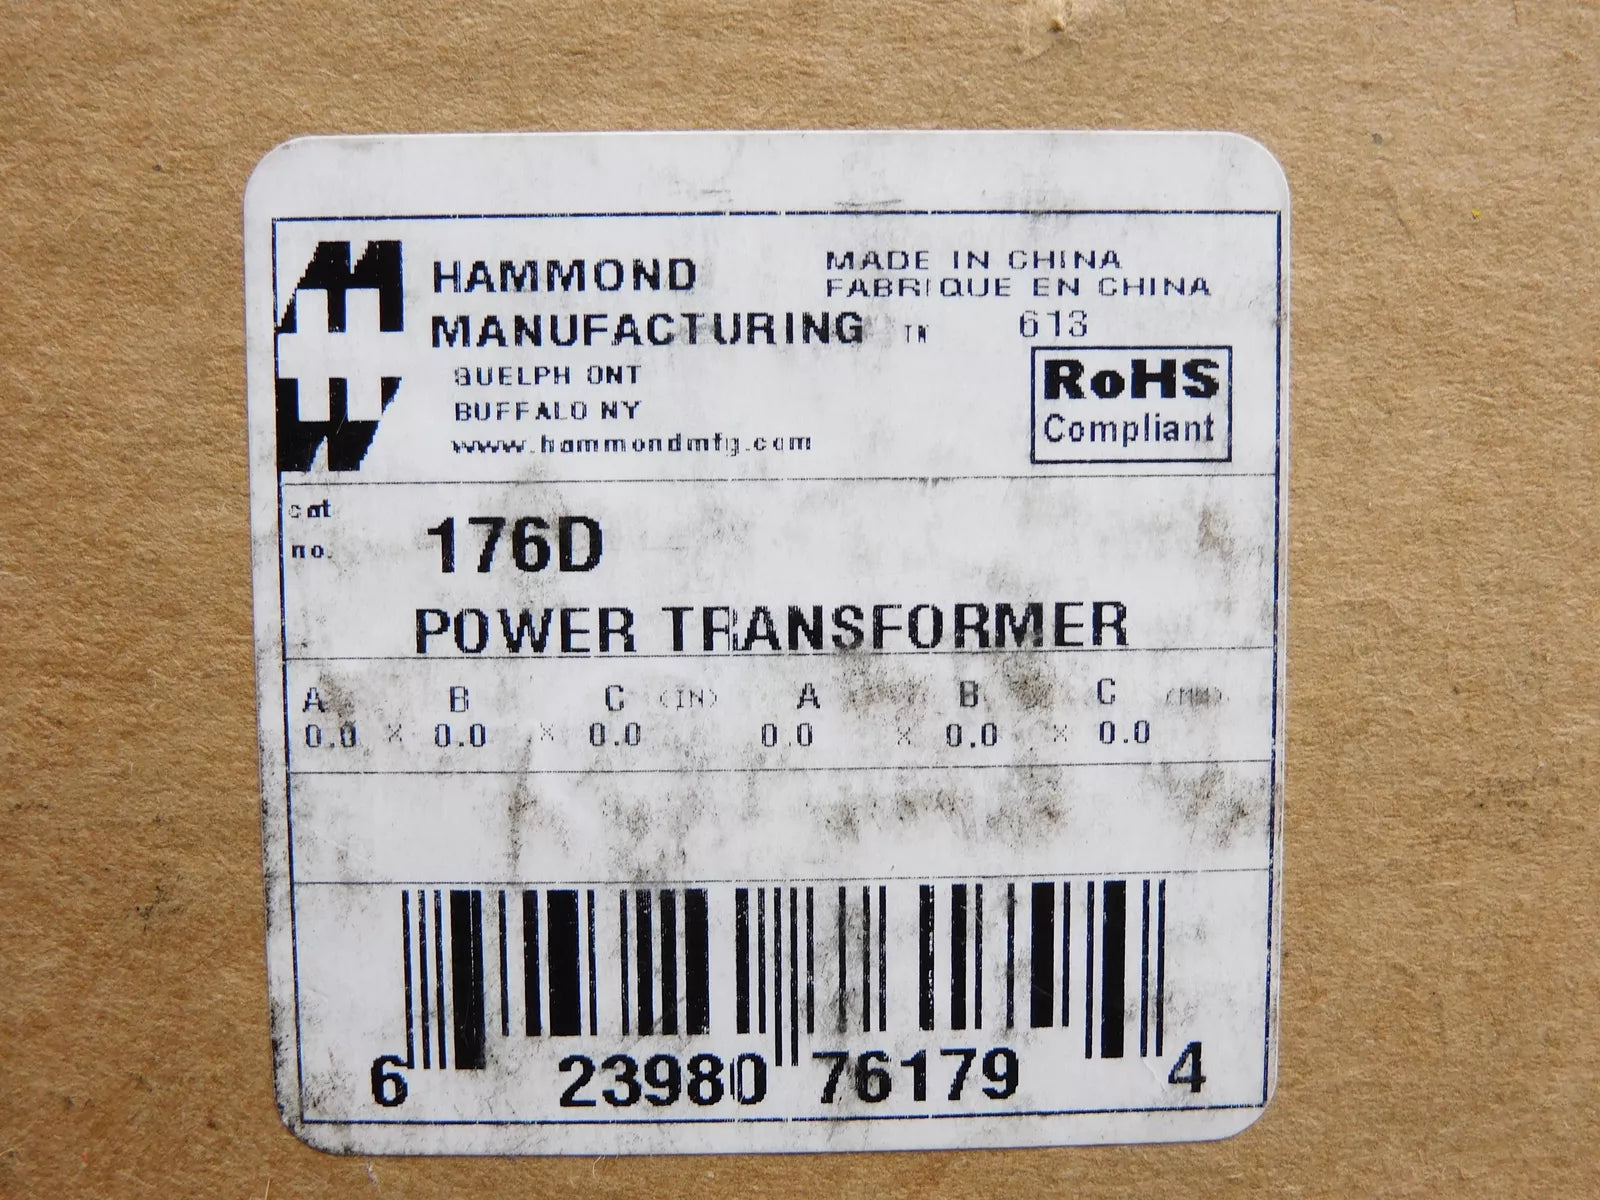 HAMMOND
MANUFACTURING TM
GUELPH ONT
BUFFALO NY
www.hammondmfg.com
MADE IN CHINA
FABRIQUE EN CHINA
613
RoHS
Compliant
cat
no.
176D
POWER TRANSFORMER
A B C (IN) A B C (MM)
0.0 x 0.0 x 0.0 0.0 x 0.0 x 0.0
6 23980 76179 4